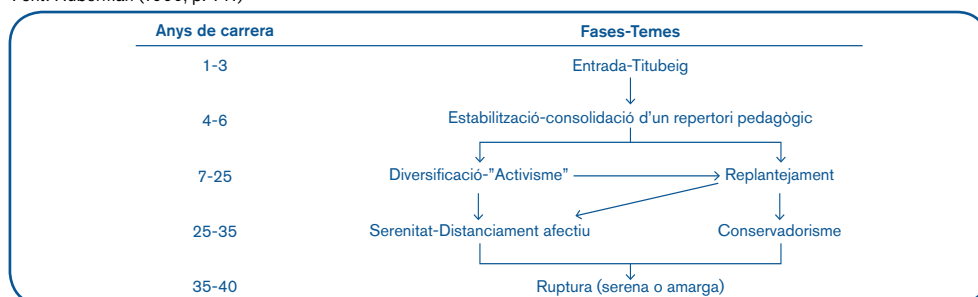 Anys de carrera Fases-Temes
1-3 Entrada-Titubeig
4-6 Estabilització-consolidació d'un repertori pedagògic
7-25 Diversificació-"Activisme" Replantejament
25-35 Serenitat-Distanciament afectiu Conservadorisme
35-40 Ruptura (serena o amarga)